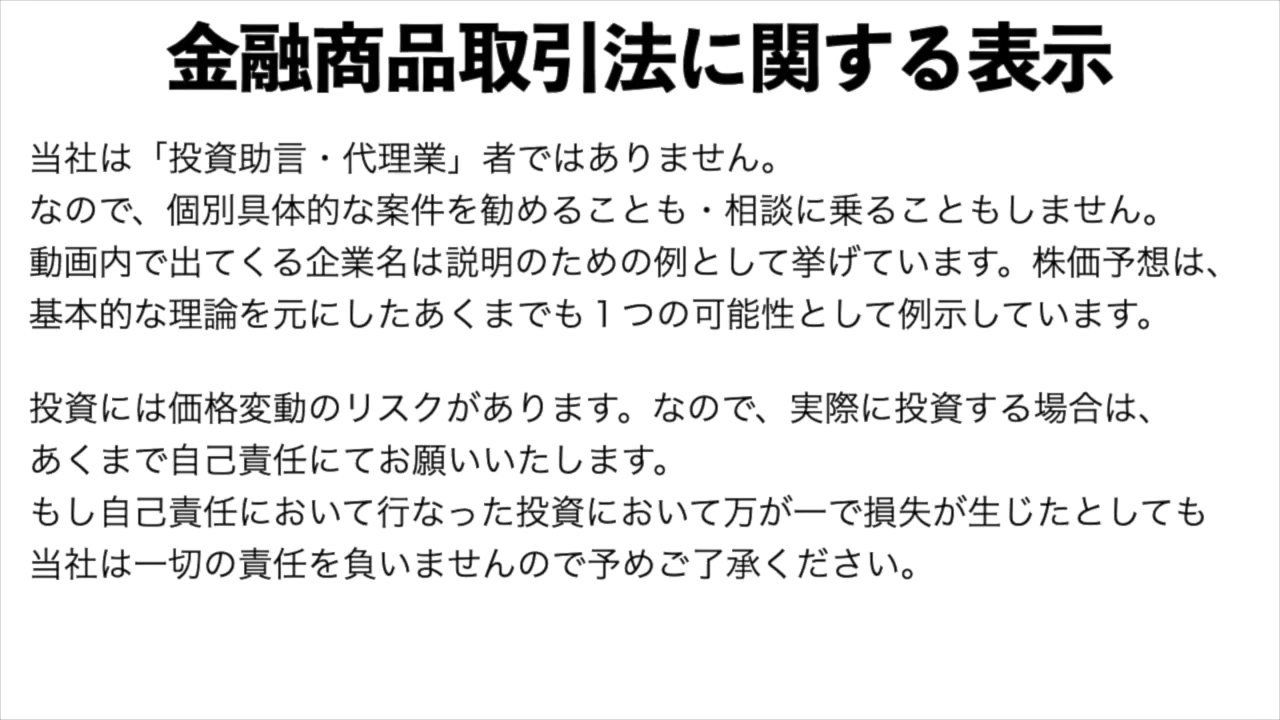 金融商品取引法に関する表示
当社は「投資助言・代理業」者ではありません。
なので、個別具体的な案件を勧めることも・相談に乗ることもしません。
動画内で出てくる企業名は説明のための例として挙げています。株価予想は、
基本的な理論を元にしたあくまでも１つの可能性として例示しています。
投資には価格変動のリスクがあります。なので、実際に投資する場合は、
あくまで自己責任にてお願いいたします。
もし自己責任において行なった投資において万が一で損失が生じたとしても
当社は一切の責任を負いませんので予めご了承ください。